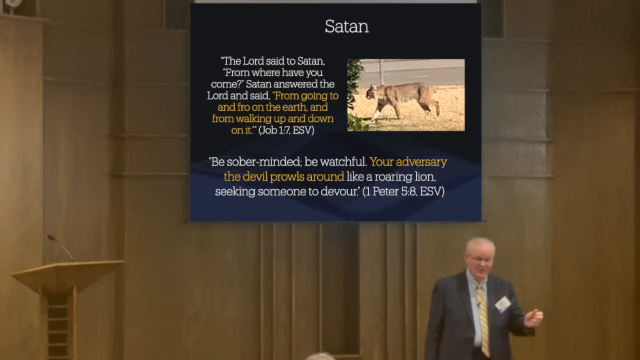 Satan
"The Lord said to Satan,
"From where have you
come?" Satan answered the
Lord and said, "From going to
and fro on the earth, and
from walking up and down
on it."" (Job 1:7, ESV)
"Be sober-minded; be watchful. Your adversary
the devil prowls around like a roaring lion,
seeking someone to devour." (1 Peter 5:8, ESV)